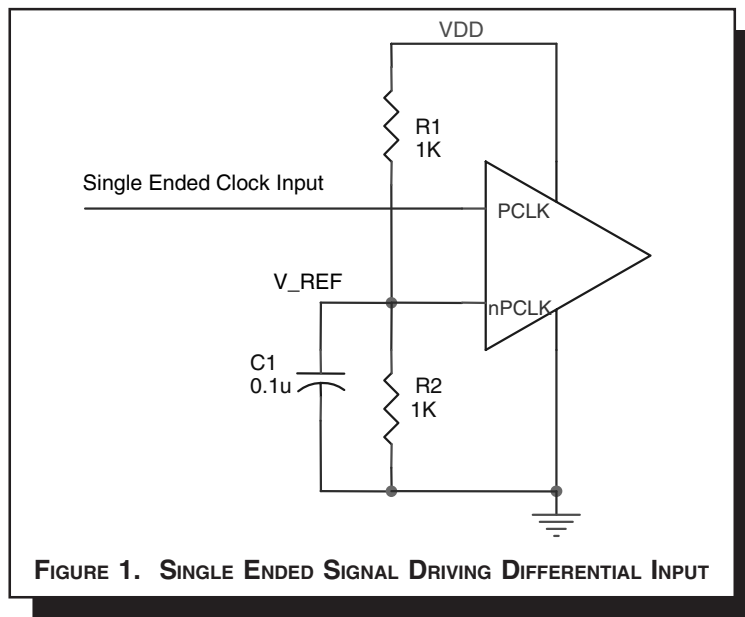 VDD
R1
1K
Single Ended Clock Input
PCLK
V_REF
nPCLK
C1
0.1u
R2
1K
FIGURE 1. SINGLE ENDED SIGNAL DRIVING DIFFERENTIAL INPUT